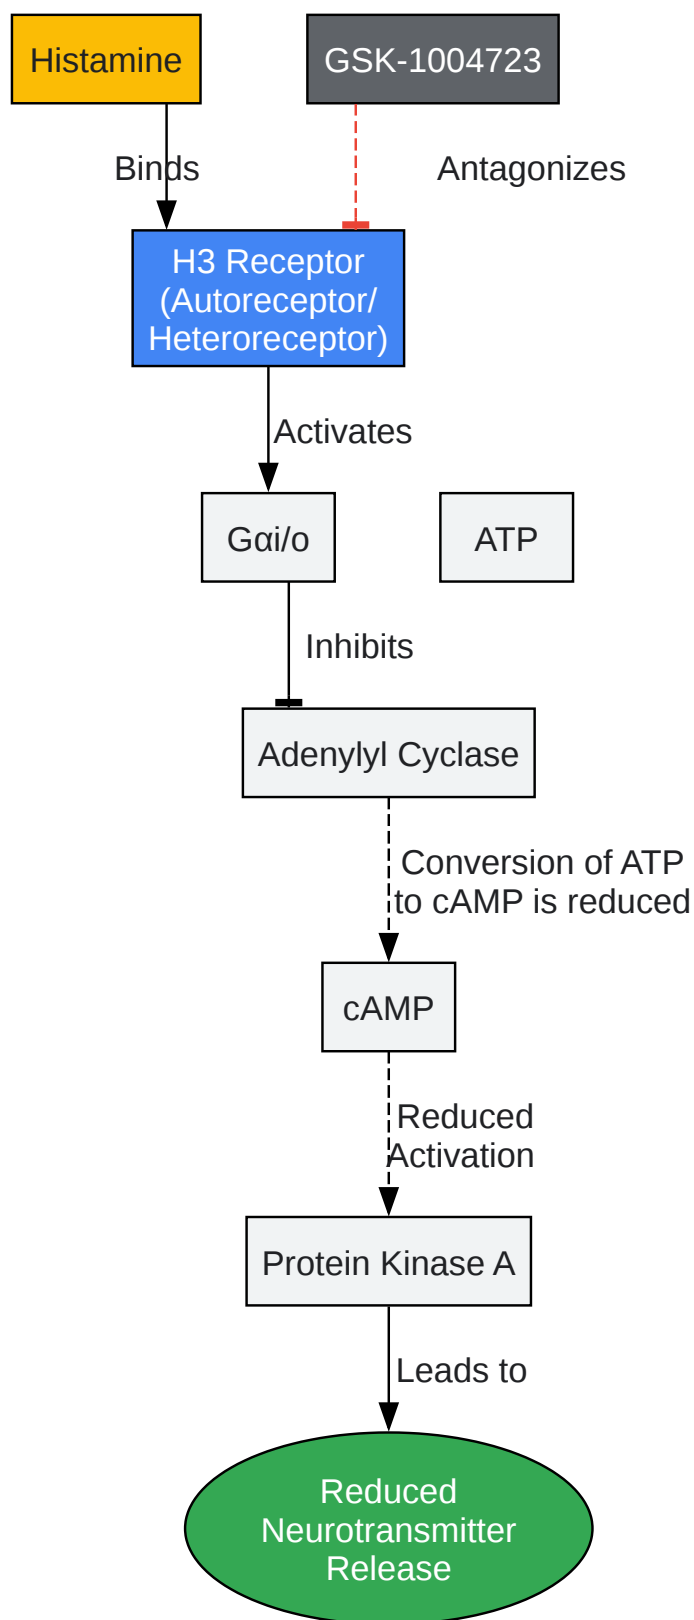 Histamine
GSK-1004723
Binds
Antagonizes
H3 Receptor
(Autoreceptor/
Heteroreceptor)
Activates
Gαi/o
ATP
Inhibits
Adenylyl Cyclase
Conversion of ATP
to cAMP is reduced
cAMP
Reduced
Activation
Protein Kinase A
Leads to
Reduced
Neurotransmitter
Release